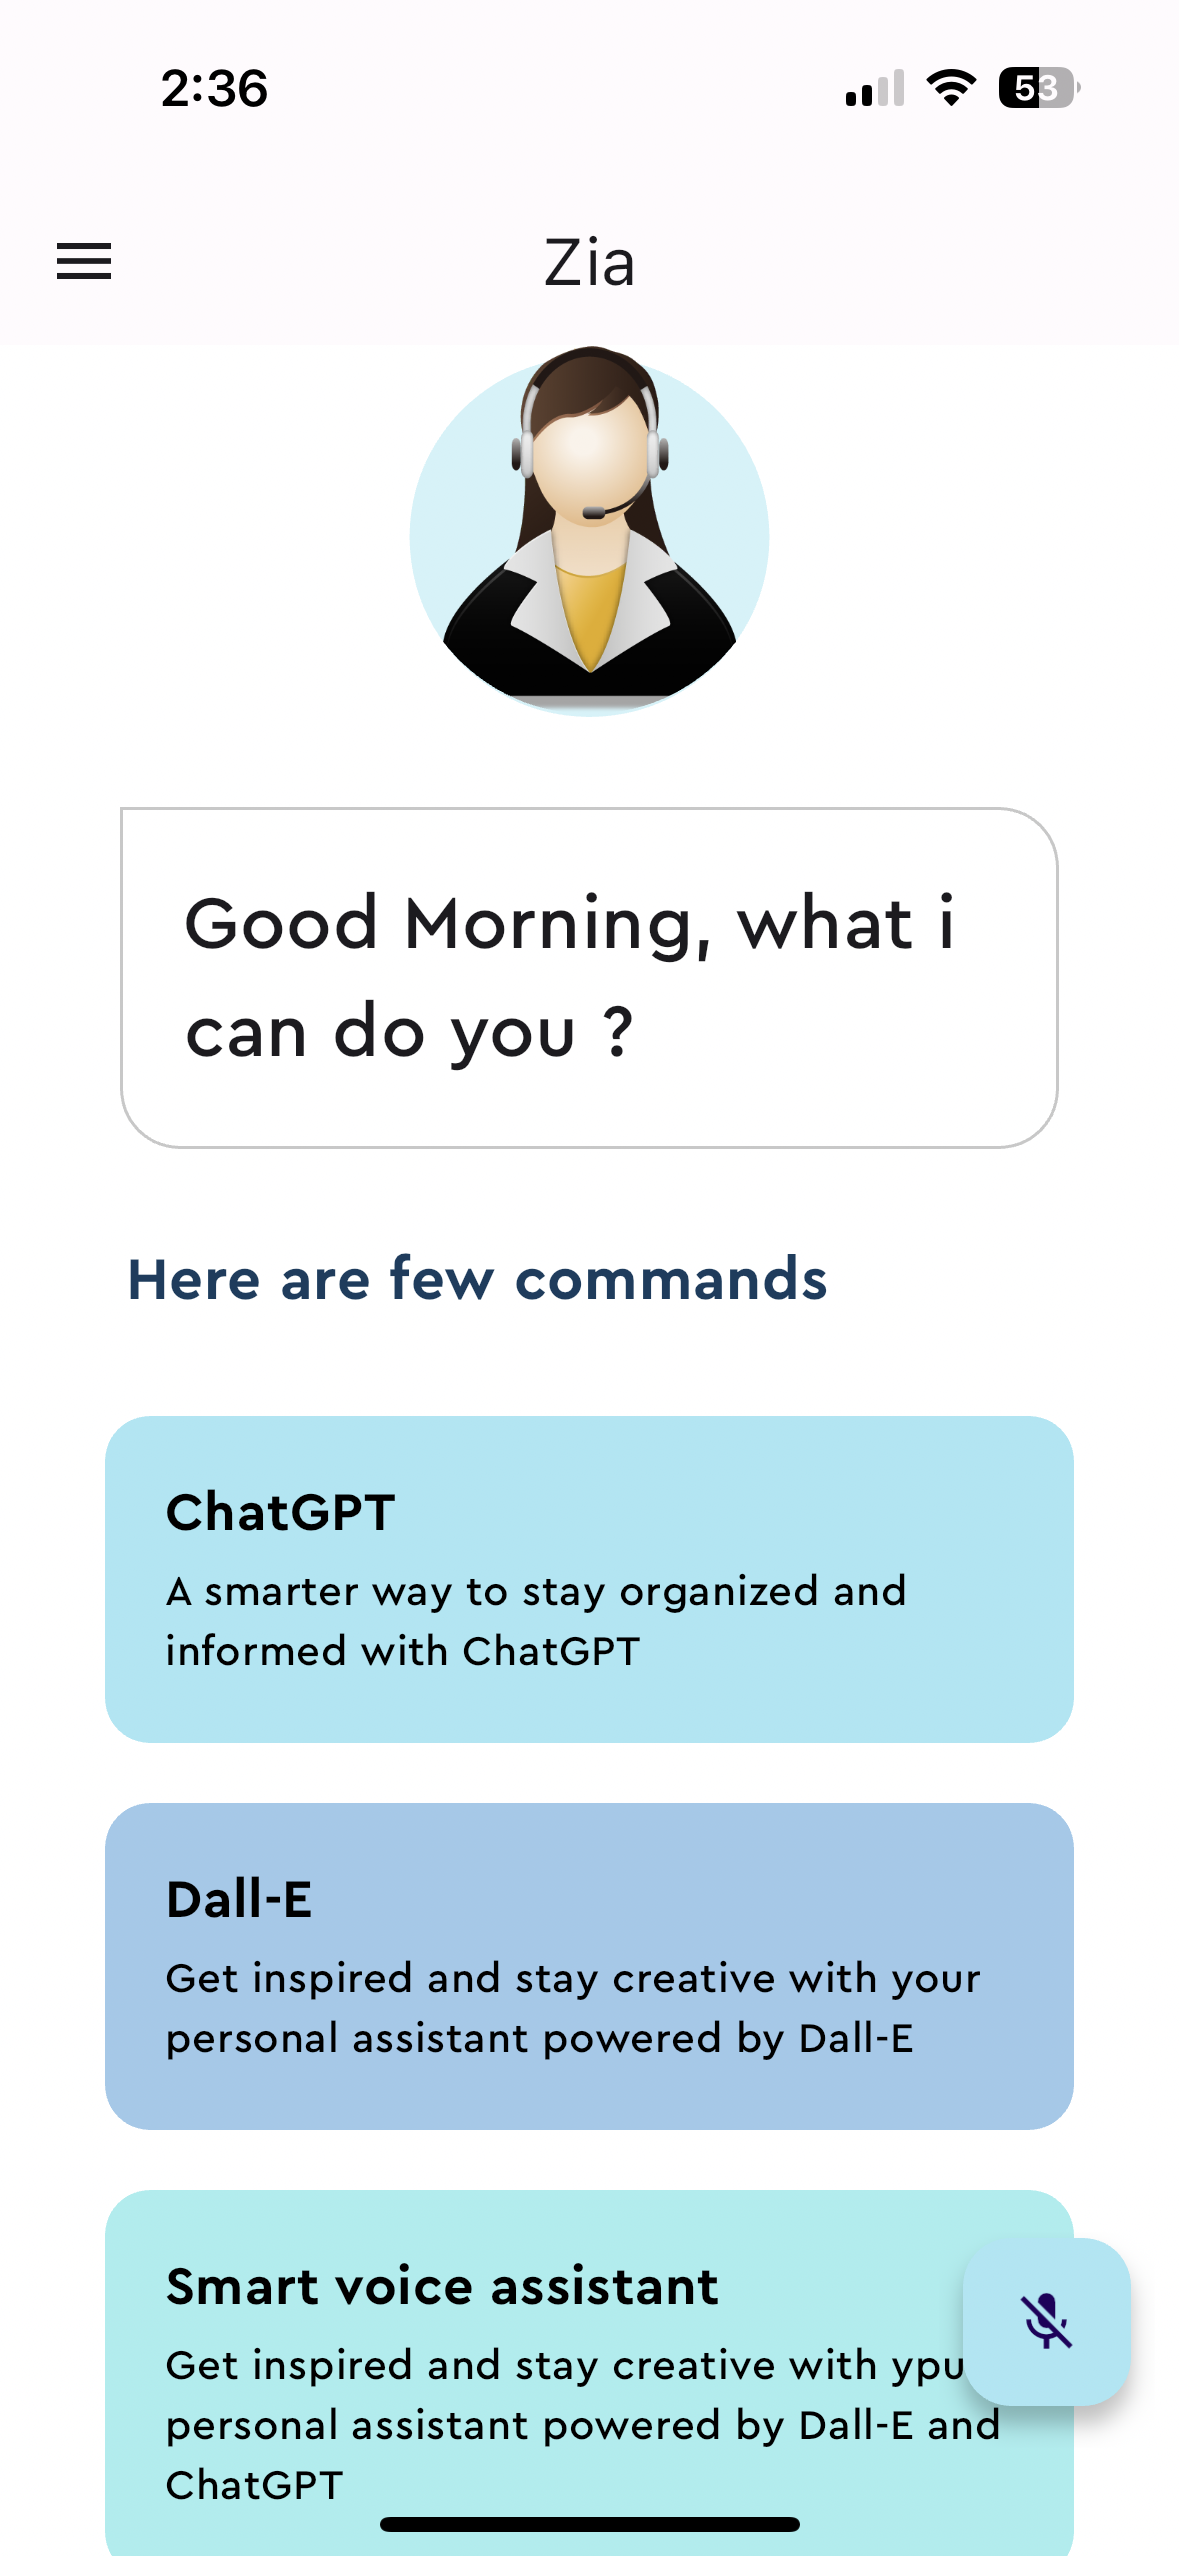 2:36
53
Zia
Good Morning, what i
can do you ?
Here are few commands
ChatGPT
A smarter way to stay organized and
informed with ChatGPT
Dall-E
Get inspired and stay creative with your
personal assistant powered by Dall-E
Smart voice assistant
Get inspired and stay creative with
personal assistant powered by Dall-E and
ChatGPT